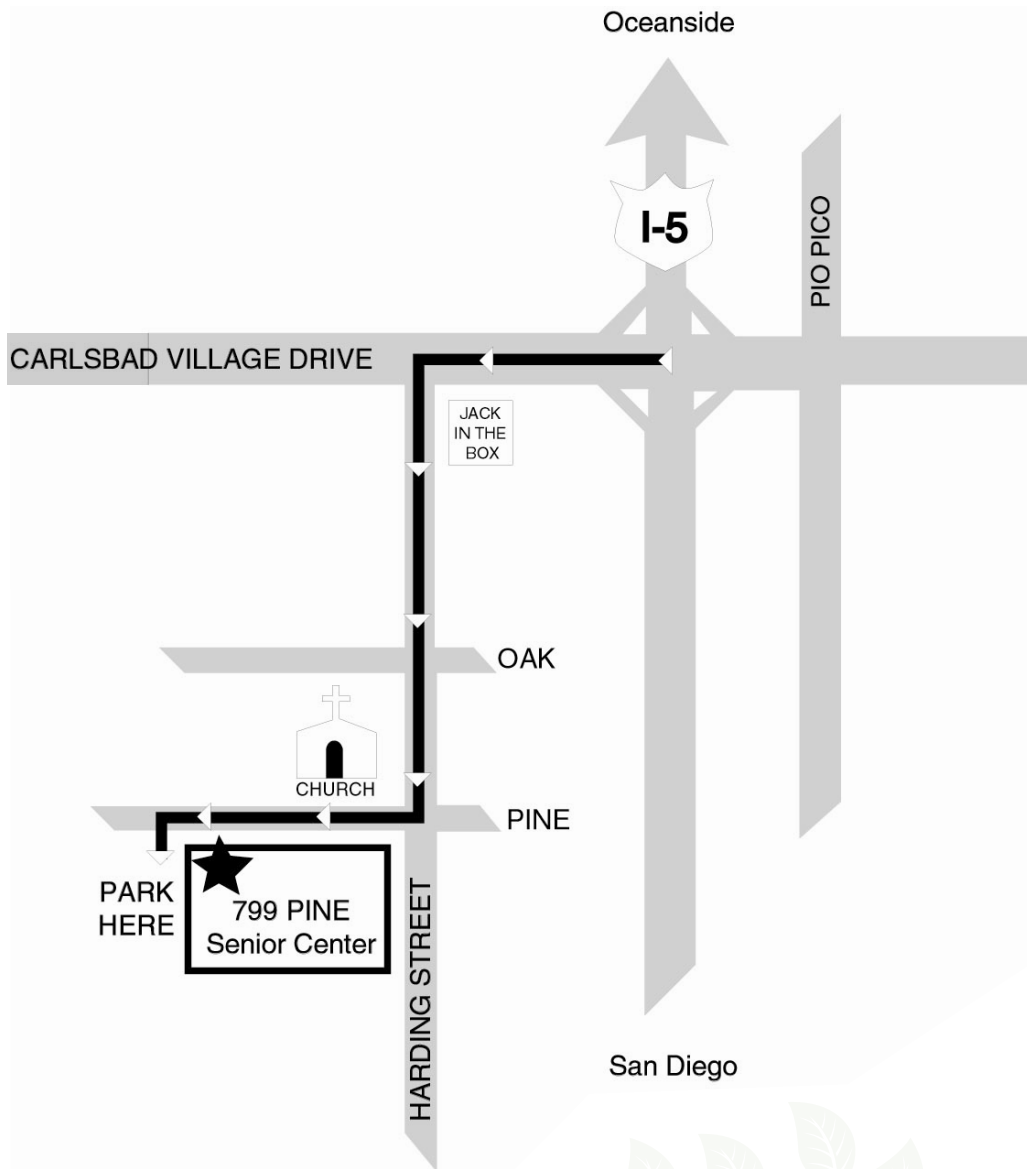 Oceanside
I-5
PIO PICO
CARLSBAD VILLAGE DRIVE
JACK
IN THE
BOX
OAK
CHURCH
PINE
PARK
HERE
799 PINE
Senior Center
HARDING STREET
San Diego